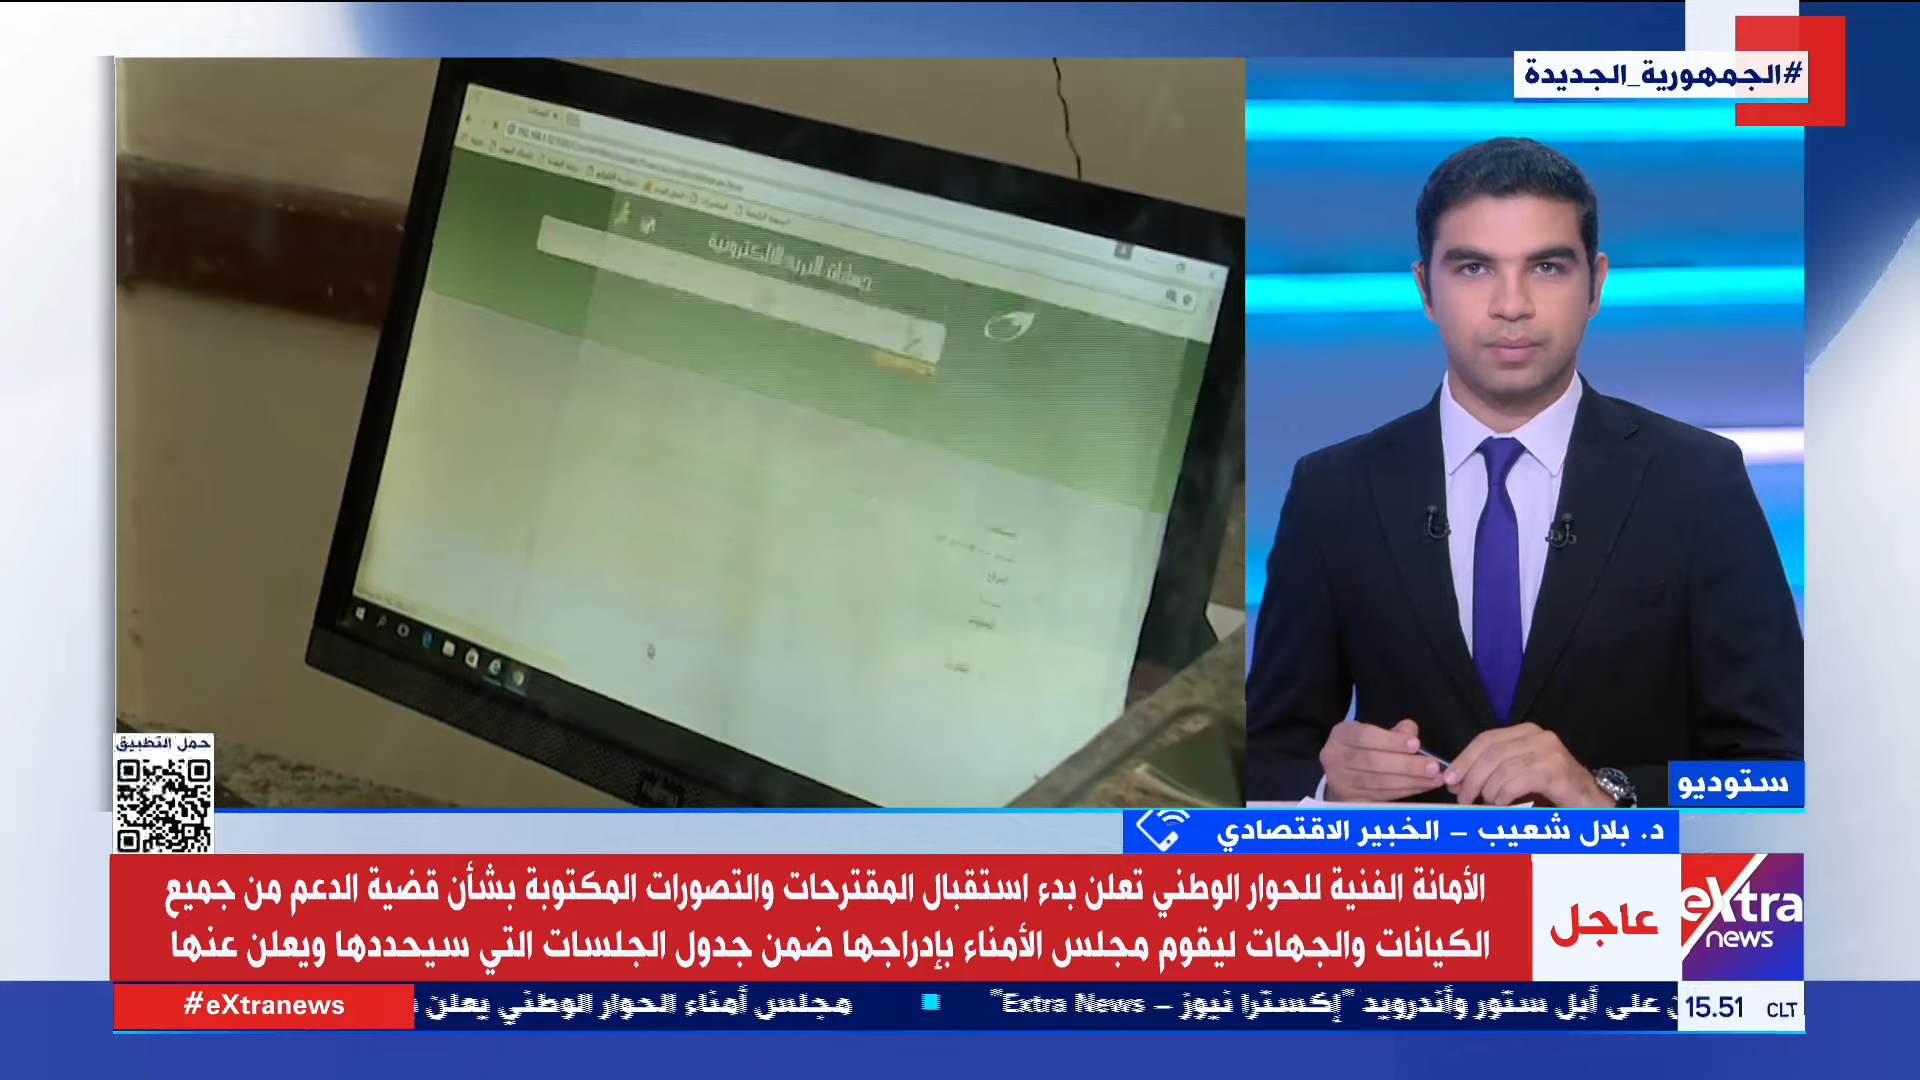 #الجمهورية_الجديدة
خدمات البريد الالكترونية
حمل التطبيق
ستوديو
د. بلال شعيب – الخبير الاقتصادي
الأمانة الفنية للحوار الوطني تعلن بدء استقبال المقترحات والتصورات المكتوبة بشأن قضية الدعم من جميع
الكيانات والجهات ليقوم مجلس الأمناء بإدراجها ضمن جدول الجلسات التي سيحددها ويعلن عنها
عاجل
eXtra
news
#eXtranews
على أبل ستور وأندرويد "إكسترا نيوز – Extra News" مجلس أمناء الحوار الوطني يعلن
15.51 CLT